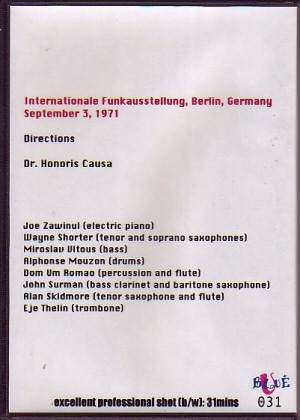 Internationale Funkausstellung, Berlin, Germany
September 3, 1971
Directions
Dr. Honoris Causa
Joe Zawinul (electric piano)
Wayne Shorter (tenor and soprano saxophones)
Miroslav Vitous (bass)
Alphonse Mouzon (drums)
Dom Um Romao (percussion and flute)
John Surman (bass clarinet and baritone saxophone)
Alan Skidmore (tenor saxophone and flute)
Eje Thelin (trombone)
excellent professional shot (b/w): 31mins
031